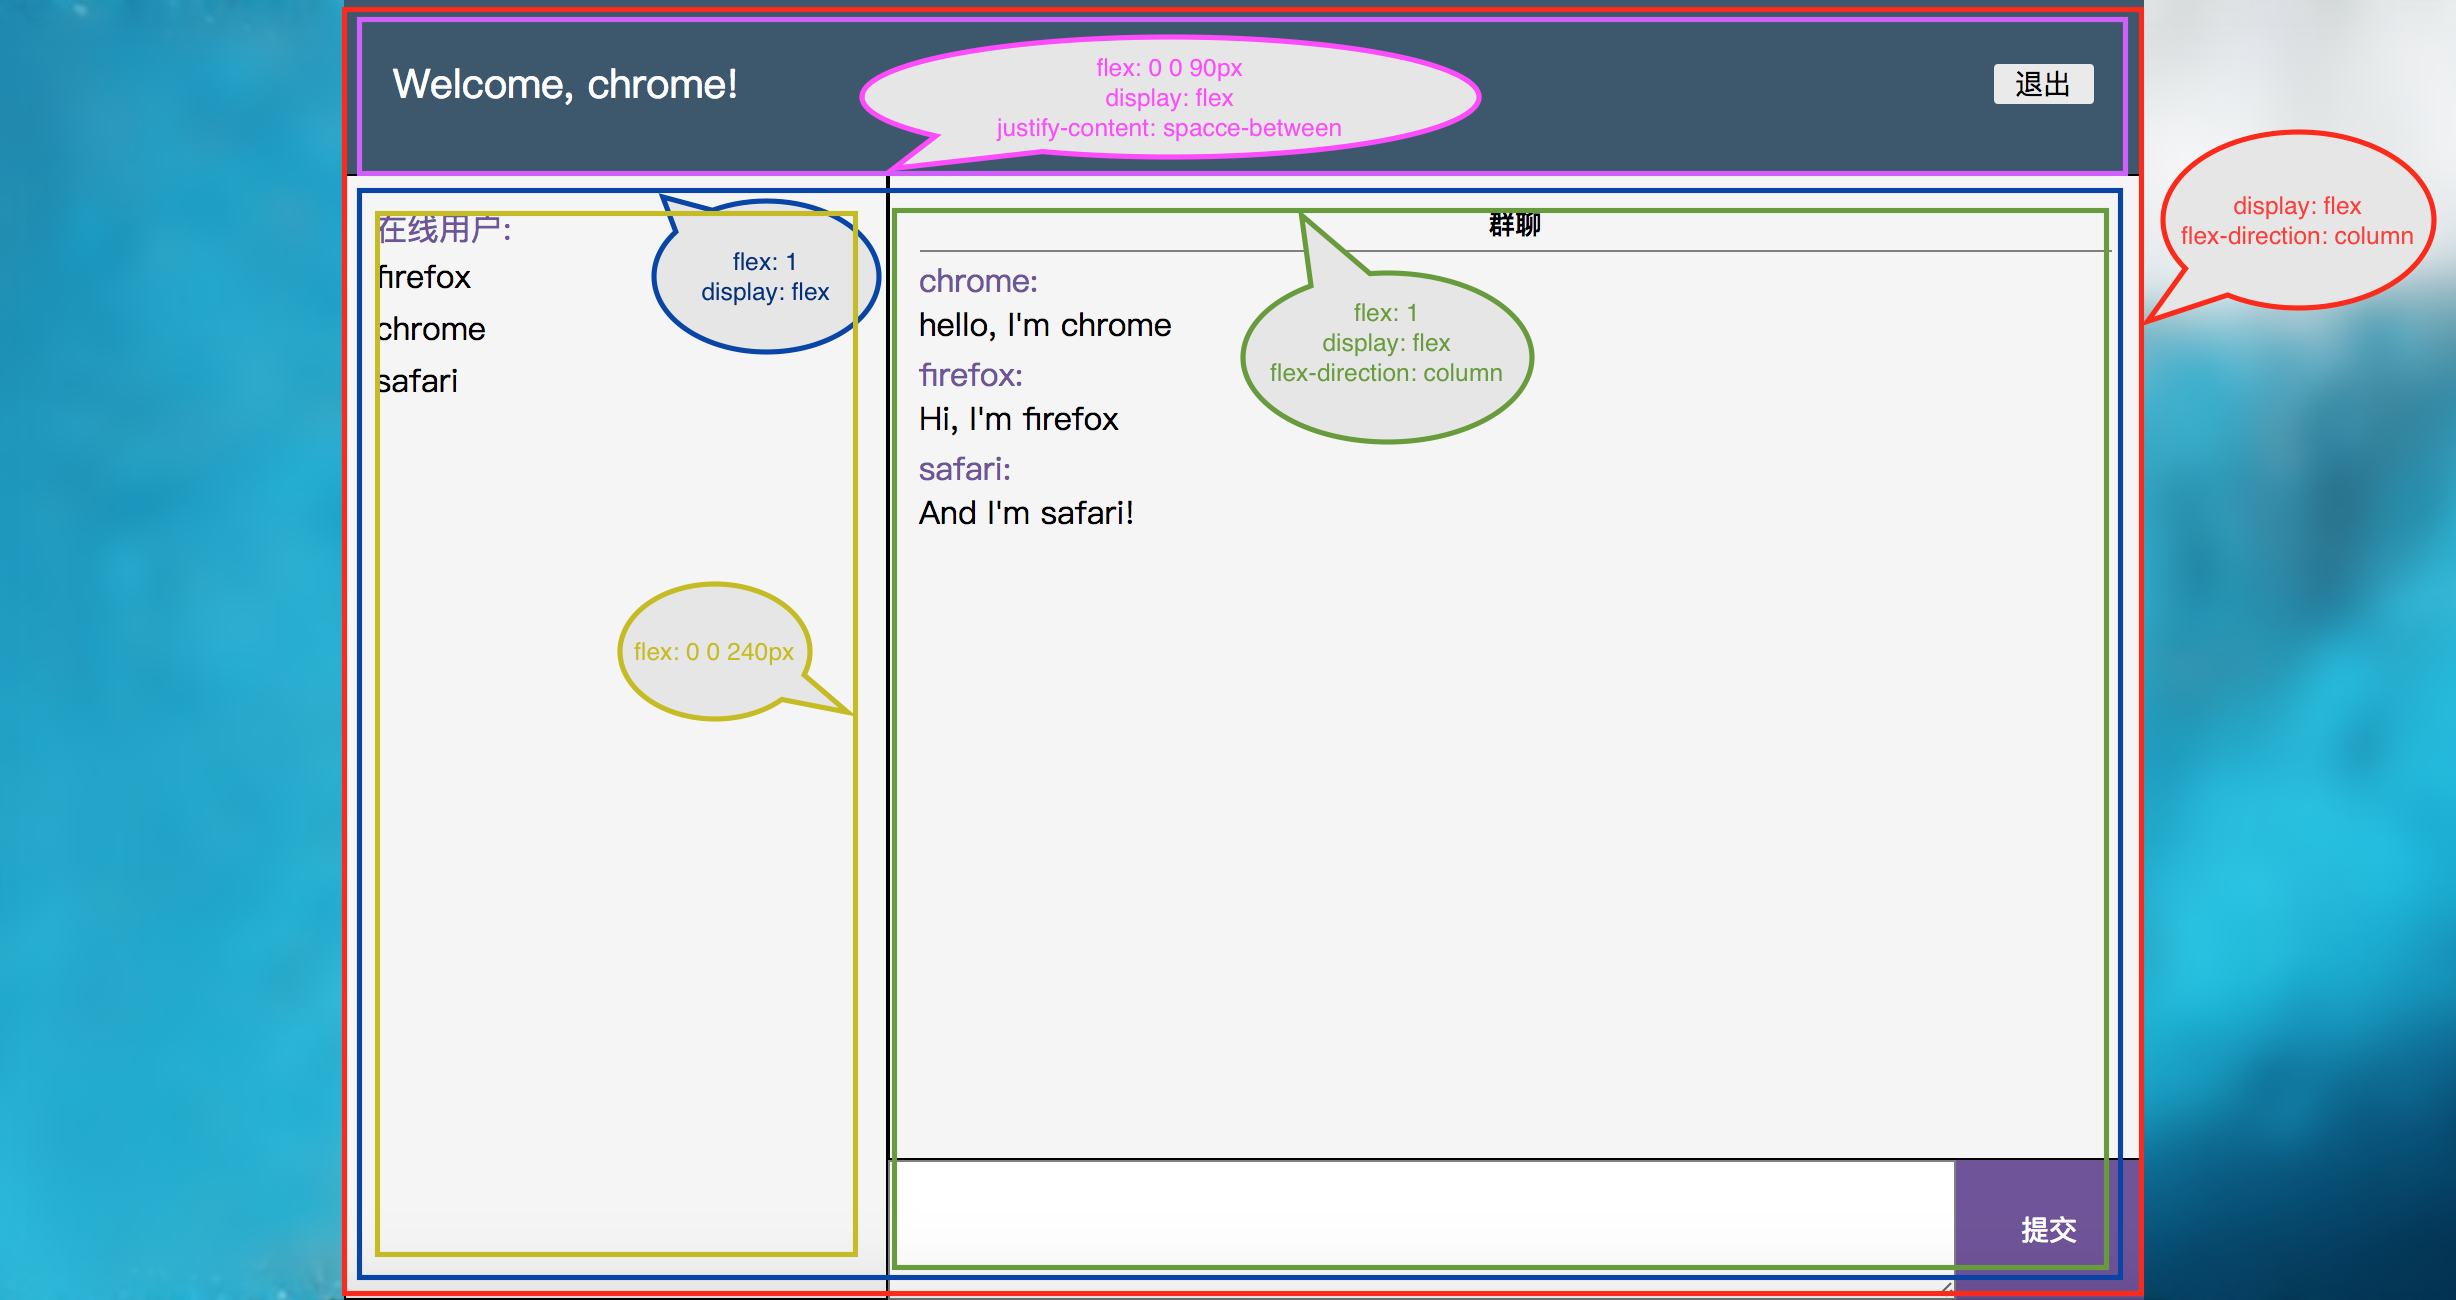 Welcome, chrome!
flex: 0 0 90px
display: flex
justify-content: spacce-between
退出
display: flex
flex-direction: column
在线用户:
firefox
chrome
safari
flex: 1
display: flex
flex: 0 0 240px
群聊
chrome:
hello, I'm chrome
firefox:
Hi, I'm firefox
safari:
And I'm safari!
flex: 1
display: flex
flex-direction: column
提交